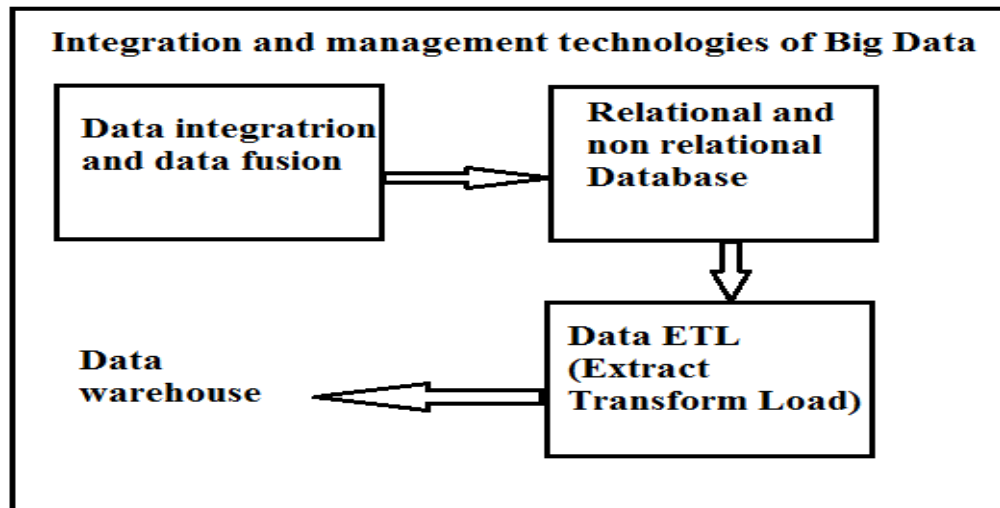 Integration and management technologies of Big Data
Data integratrion
and data fusion
Relational and
non relational
Database
Data ETL
(Extract
Transform Load)
Data
warehouse